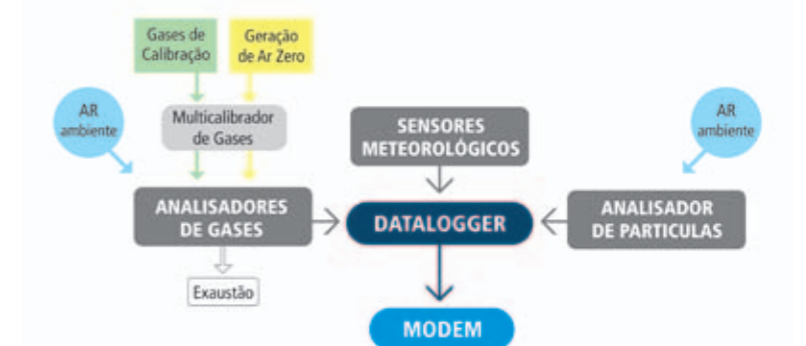 Gases de
Calibração
Geração
de Ar Zero
AR
ambiente
Multicalibrador
de Gases
SENSORES
METEOROLÓGICOS
AR
ambiente
ANALISADORES
DE GASES
DATALOGGER
ANALISADOR
DE PARTICULAS
Exaustão
MODEM